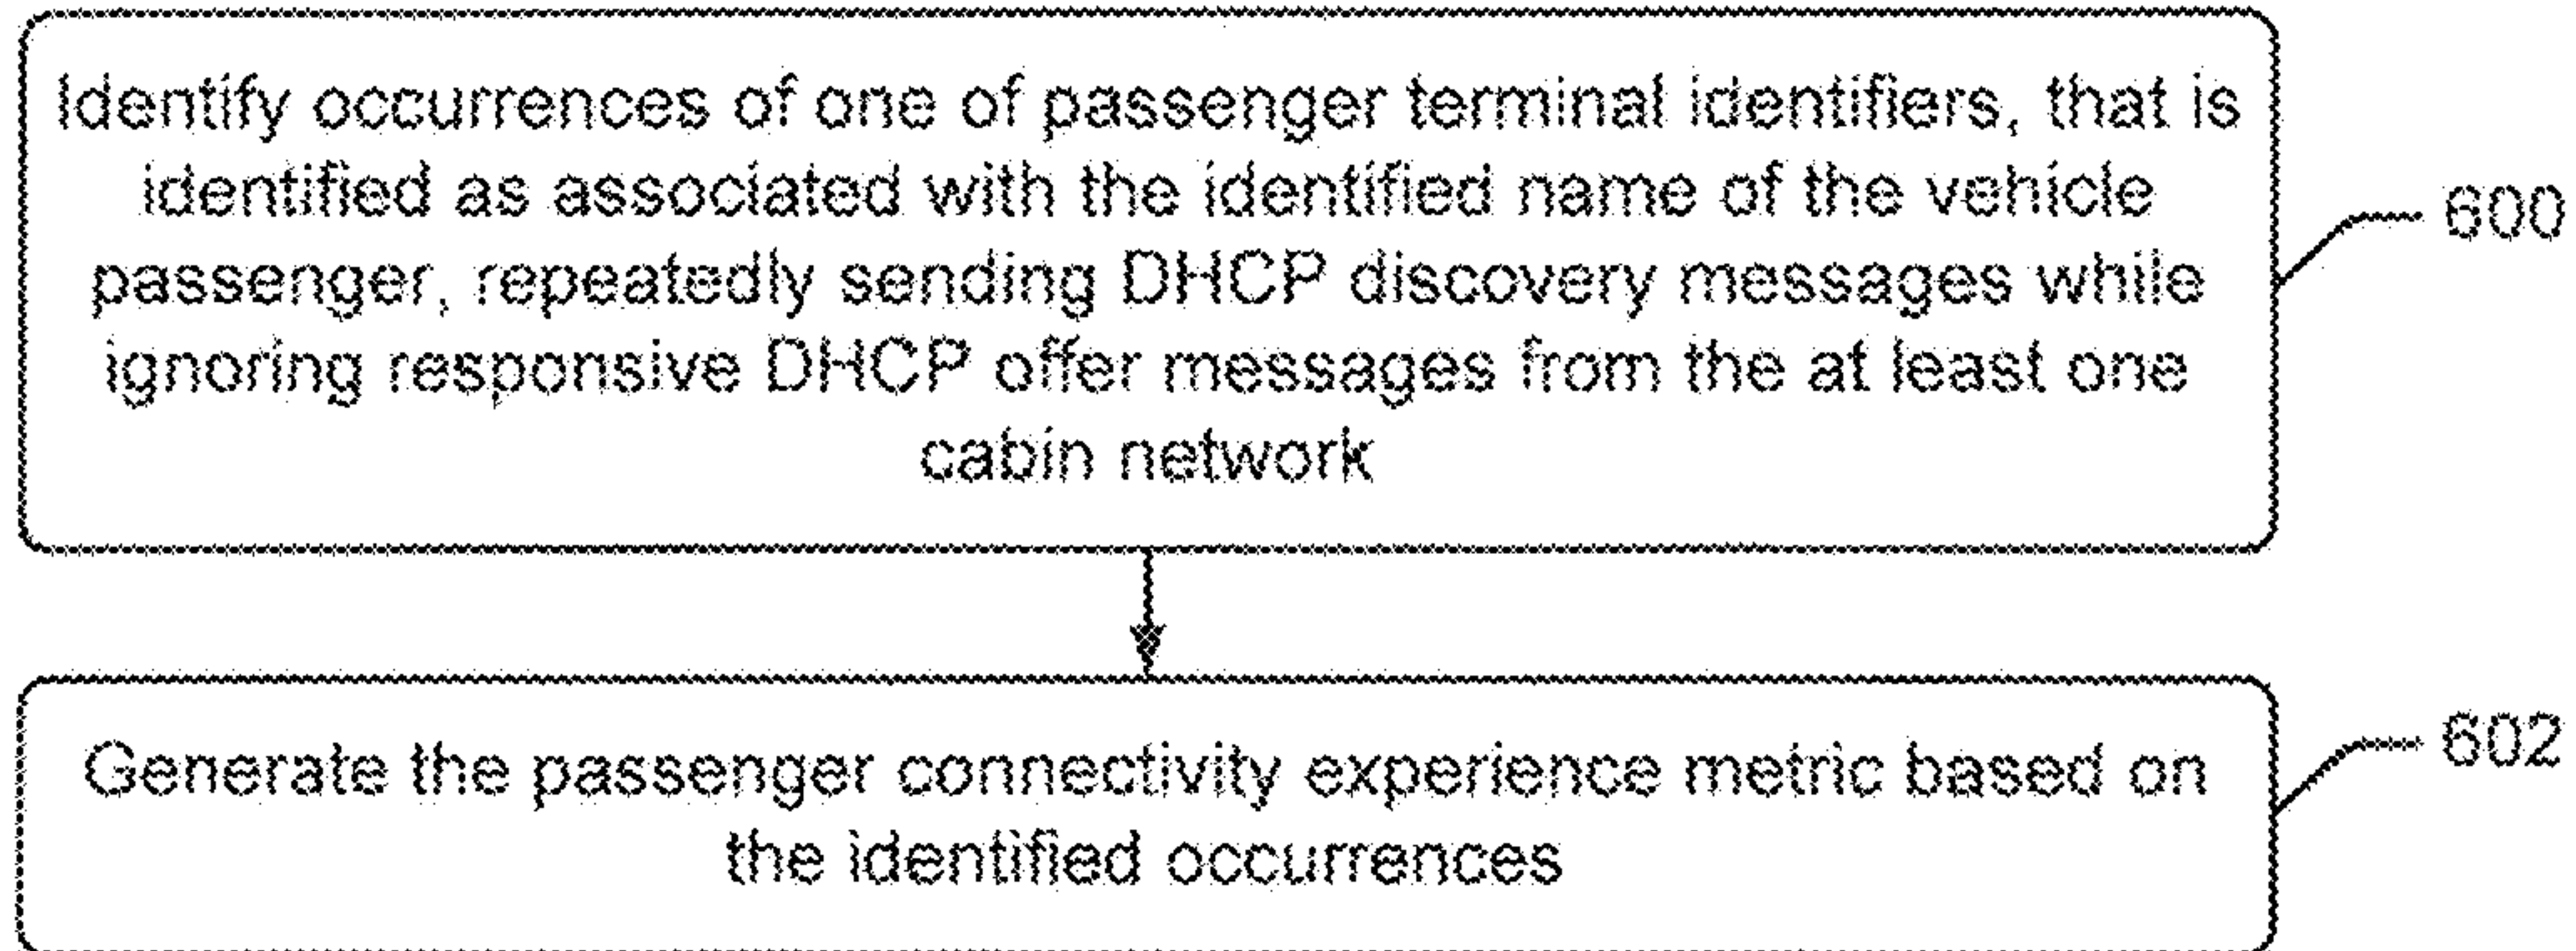 Identify occurrences of one of passenger terminal identifiers, that is
identified as associated with the identified name of the vehicle
passenger, repeatedly sending DHCP discovery messages while
ignoring responsive DHCP offer messages from the at least one
cabin network
600
Generate the passenger connectivity experience metric based on
the identified occurrences
602